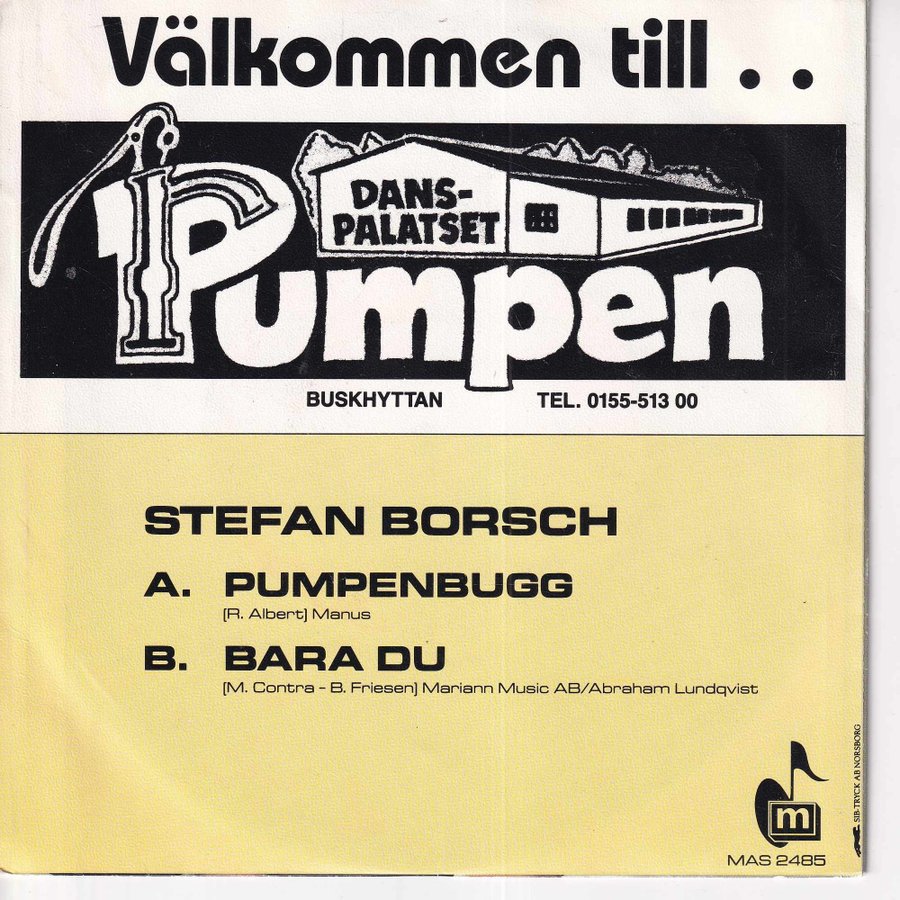 Välkommen till . .
DANS-
PALATSET
Pumpen
BUSKHYTTAN TEL. 0155-513 00
STEFAN BORSCH
A. PUMPENBUGG
(R. Albert) Manus
B. BARA DU
(M. Contra - B. Friesen) Mariann Music AB/Abraham Lundqvist
m
MAS 2485
SIB-TRYCK AB NORSBORG